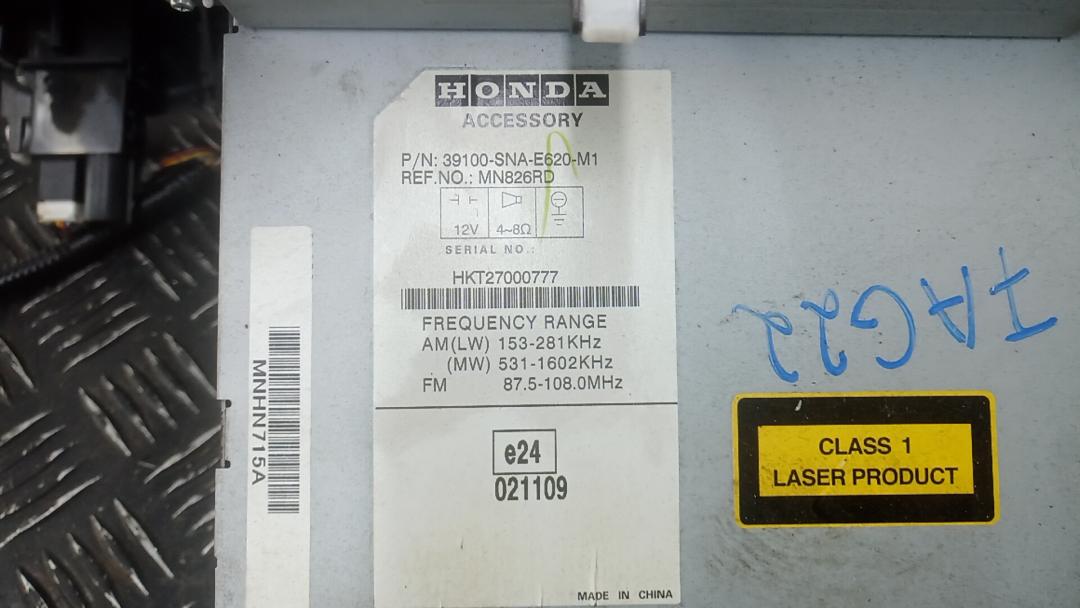 HONDA
ACCESSORY
P/N: 39100-SNA-E620-M1
REF.NO.: MN826RD
12V 4~8Ω
SERIAL NO.:
HKT27000777
FREQUENCY RANGE
AM(LW) 153-281KHz
(MW) 531-1602KHz
FM 87.5-108.0MHz
e24
021109
MADE IN CHINA
MNHN715A
CLASS 1
LASER PRODUCT